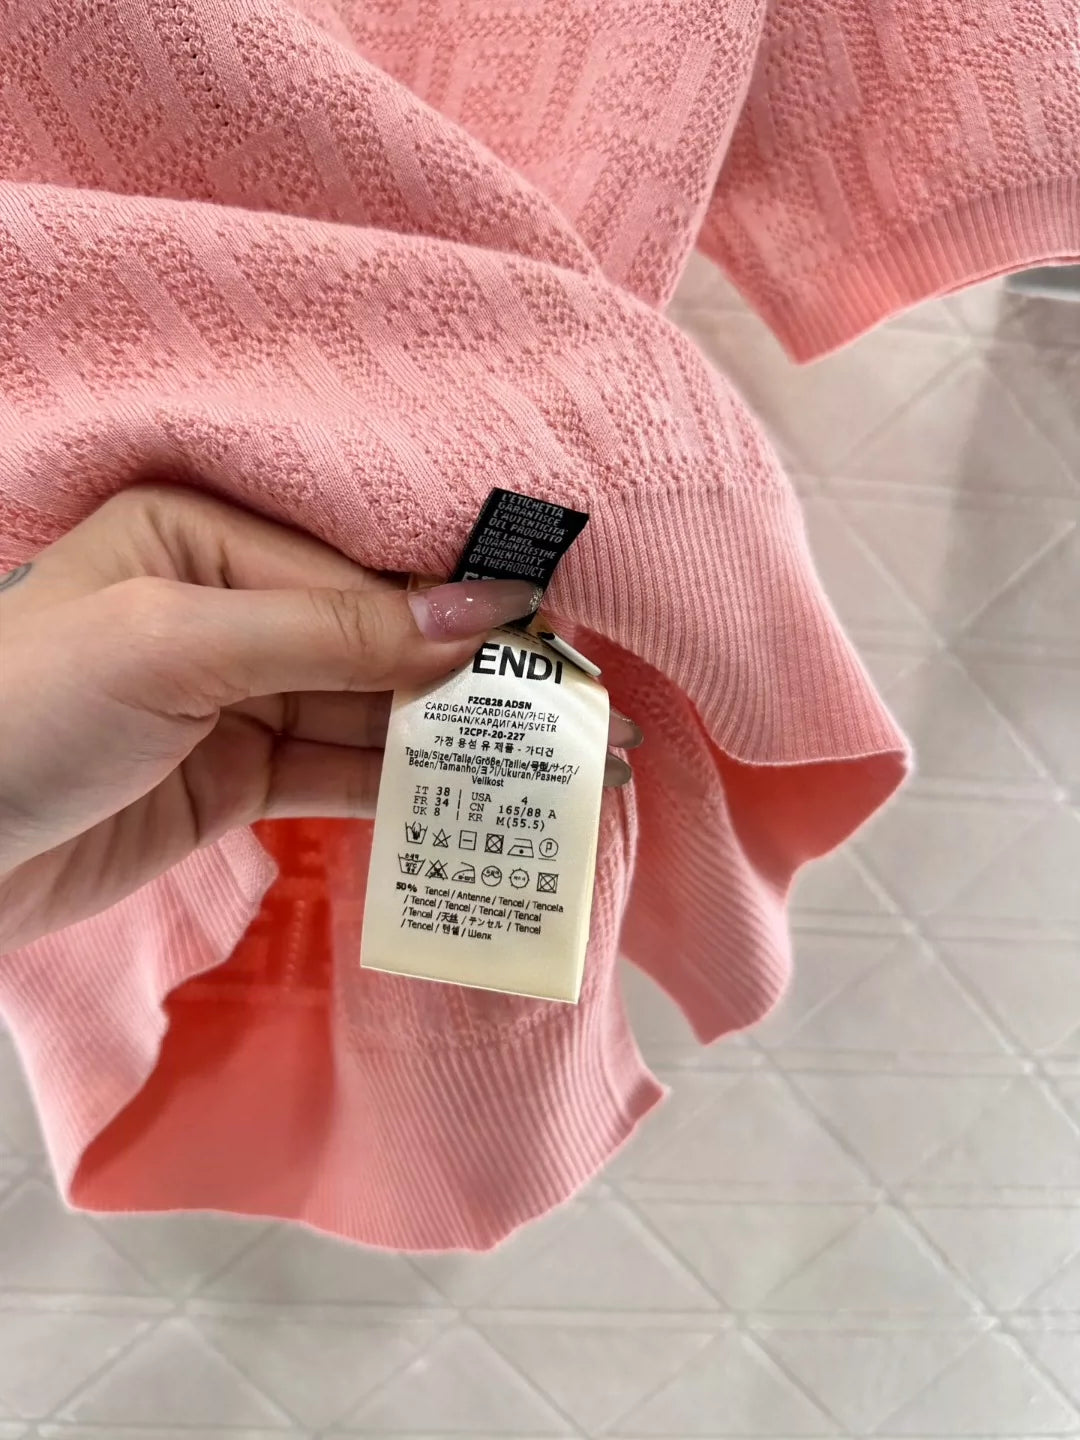 L'ETICHETTA
GARANTISCE
L'AUTENTICITÀ
DEL PRODOTTO
THE LABEL
GUARANTEES THE
AUTHENTICITY
OF THE PRODUCT.
ENDI
FZC828 ADSN
CARDIGAN/CARDIGAN/가디건/
KARDIGAN/КАРДИГАН/SVETR
12CPF-20-227
가정 용섬 유 제품 - 가디건
Taglia/Size/Talla/Größe/Taille/号型/サイズ/
Beden/Tamanho/크기/Ukuran/Размер/
Velikost
IT 38 | USA 4
FR 34 | CN 165/88 A
UK 8 | KR M(55.5)
50% Tencel / Antenne / Tencel / Tencela
/ Tencel / Tencel / Tencal / Tencal
/ Tencel / 天丝 / テンセル / Tencel
/ Tencel / 텐셀 / Шелк